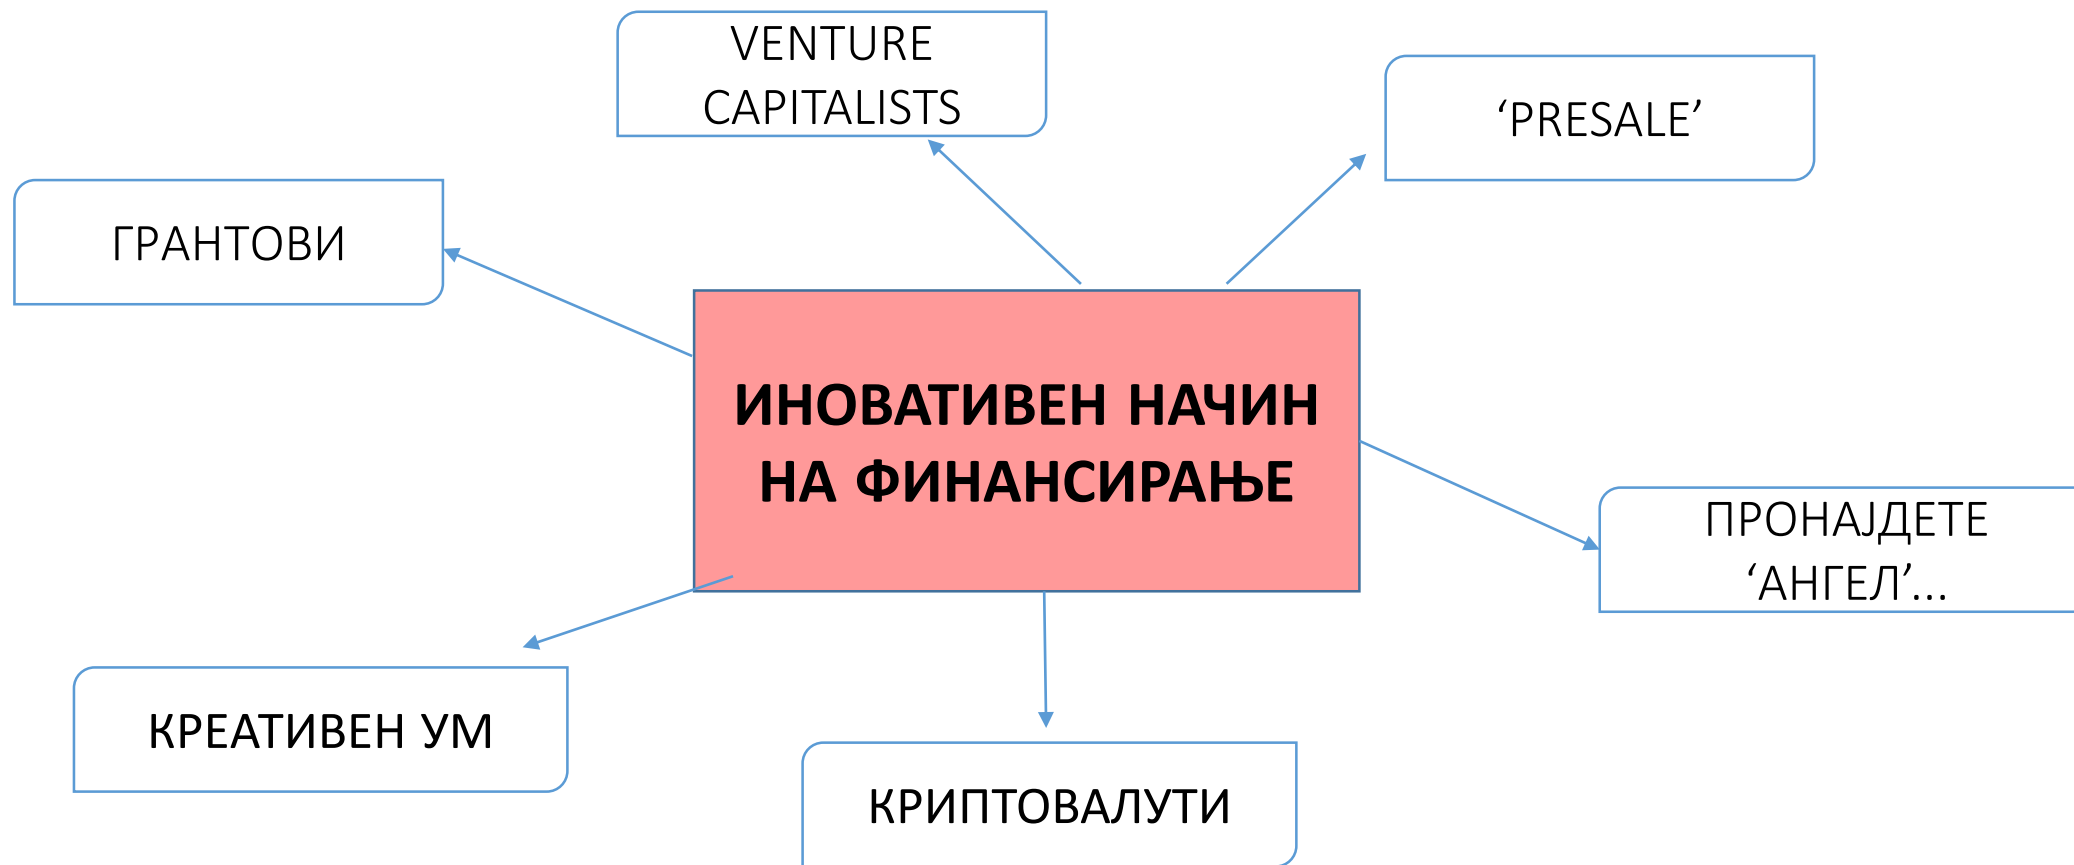 VENTURE
CAPITALISTS
‘PRESALE’
ГРАНТОВИ
ИНОВАТИВЕН НАЧИН
НА ФИНАНСИРАЊЕ
ПРОНАЈДЕТЕ
‘АНГЕЛ’...
КРЕАТИВЕН УМ
КРИПТОВАЛУТИ